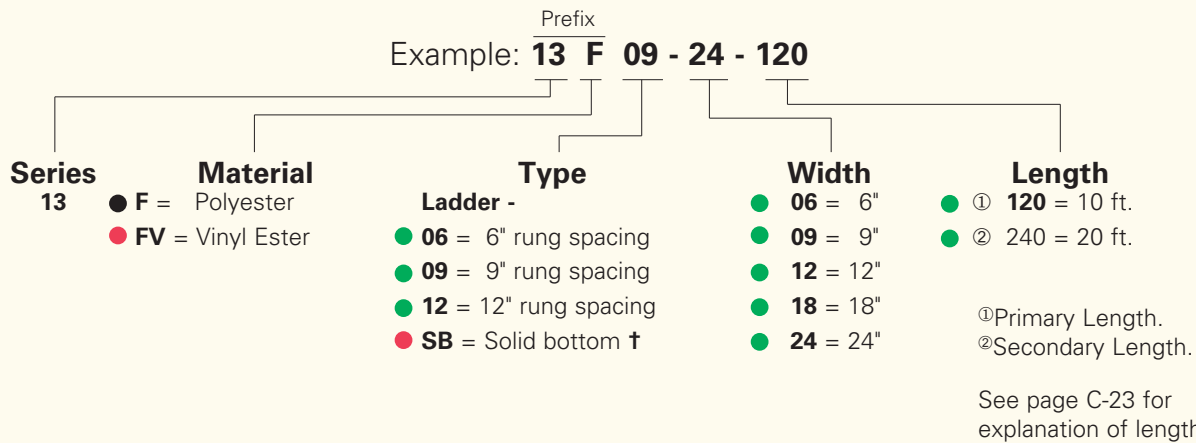 Prefix
Example: 13 F 09 - 24 - 120
Series
13
Material
F = Polyester
FV = Vinyl Ester
Type
Ladder -
06 = 6" rung spacing
09 = 9" rung spacing
12 = 12" rung spacing
SB = Solid bottom †
Width
06 = 6"
09 = 9"
12 = 12"
18 = 18"
24 = 24"
Length
① 120 = 10 ft.
② 240 = 20 ft.
①Primary Length.
②Secondary Length.
See page C-23 for
explanation of length